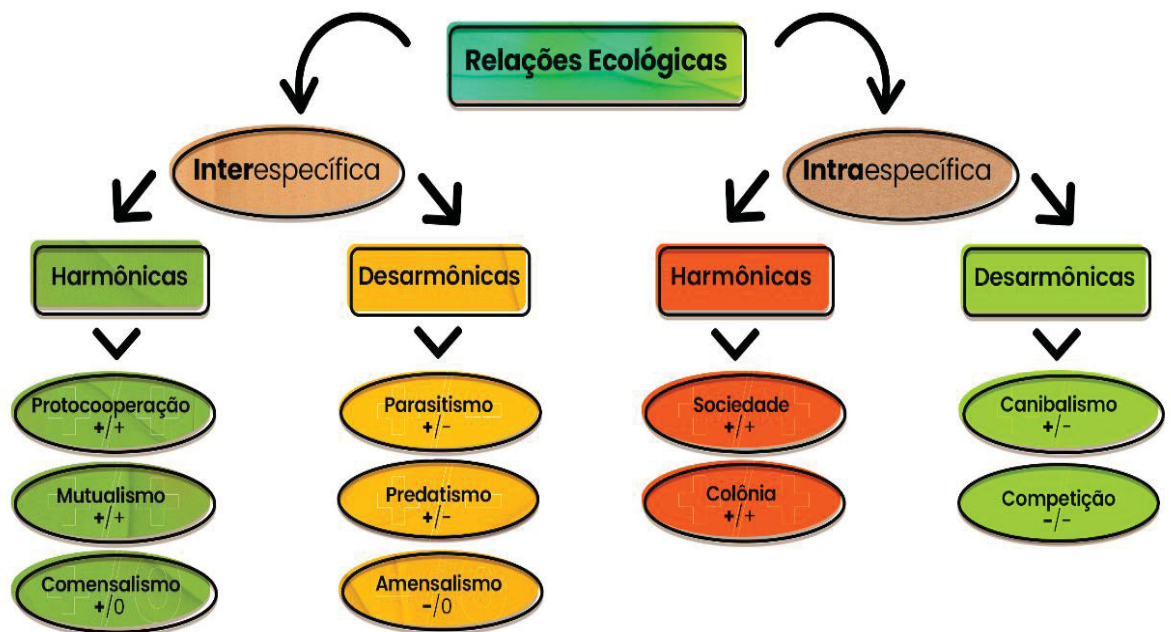 Relações Ecológicas
Interespecífica
Intraespecífica
Harmônicas
Desarmônicas
Harmônicas
Desarmônicas
Protocooperação
+/+
Parasitismo
+/-
Sociedade
+/+
Canibalismo
+/-
Mutualismo
+/+
Predatismo
+/-
Colônia
+/+
Competição
-/-
Comensalismo
+/0
Amensalismo
-/0